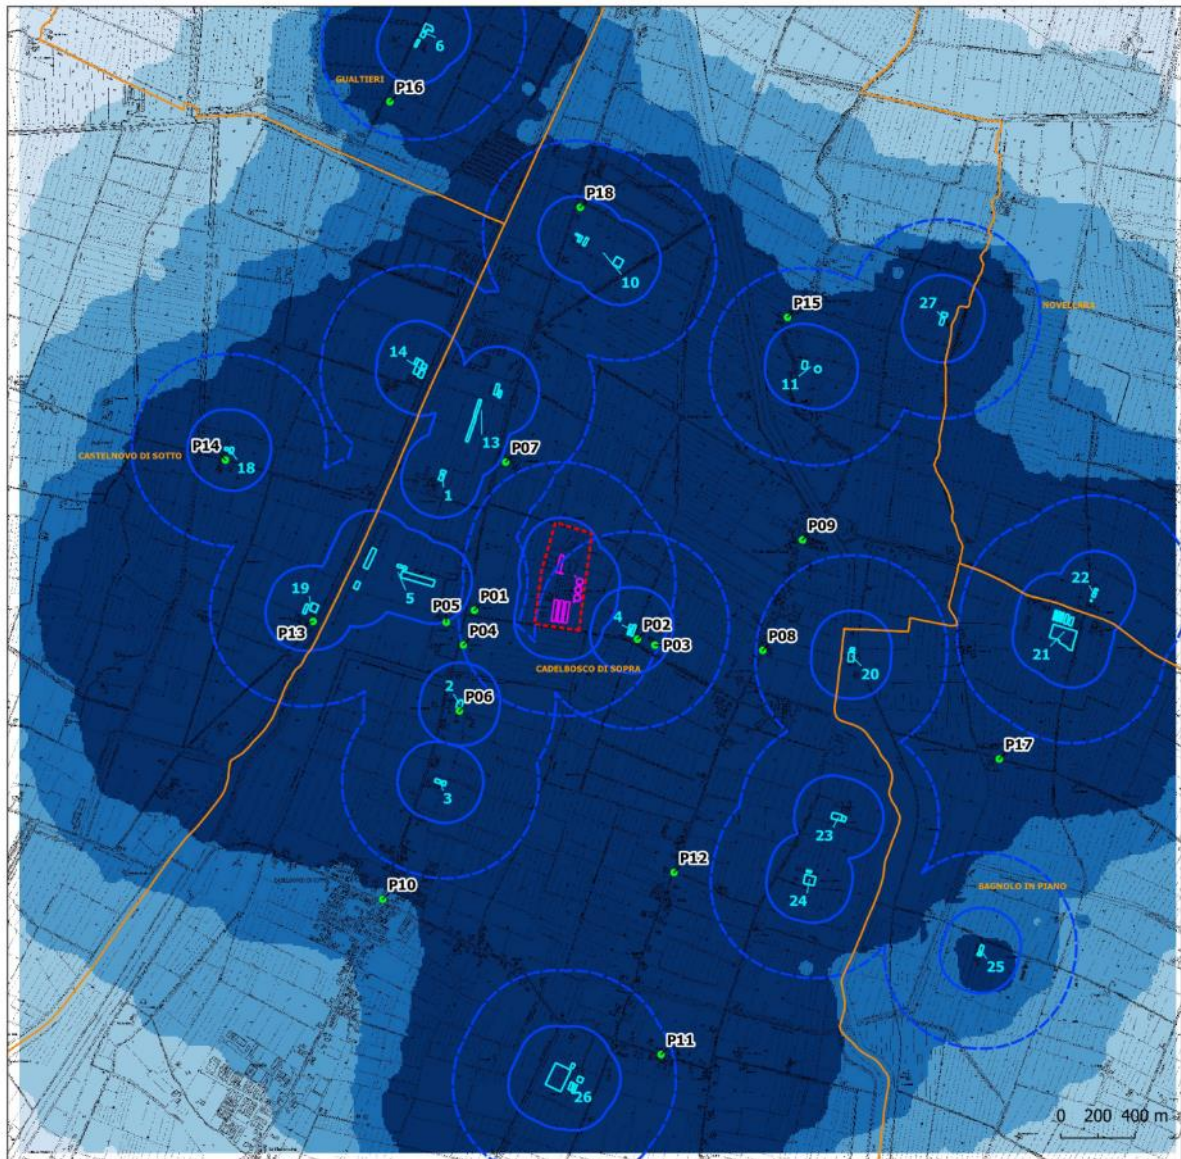 6
GUALTIERI
P16
P18
10
P15
27
NOVELLARA
14
11
13
P07
CASTELNOVO DI SOTTO
P14
18
1
P09
22
19
5
P05
P01
4
P02
P13
P04
P03
P08
21
CADELBOSCO DI SOPRA
20
2
P06
P17
3
23
P12
P10
BAGNOLO IN PIANO
24
25
P11
26
0 200 400 m